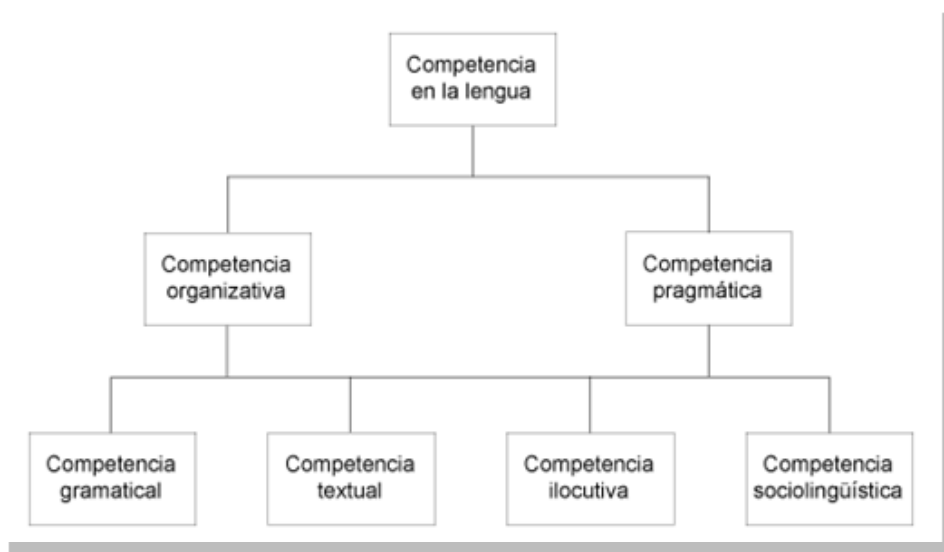 Competencia
en la lengua
Competencia
organizativa
Competencia
pragmática
Competencia
gramatical
Competencia
textual
Competencia
ilocutiva
Competencia
sociolingüística